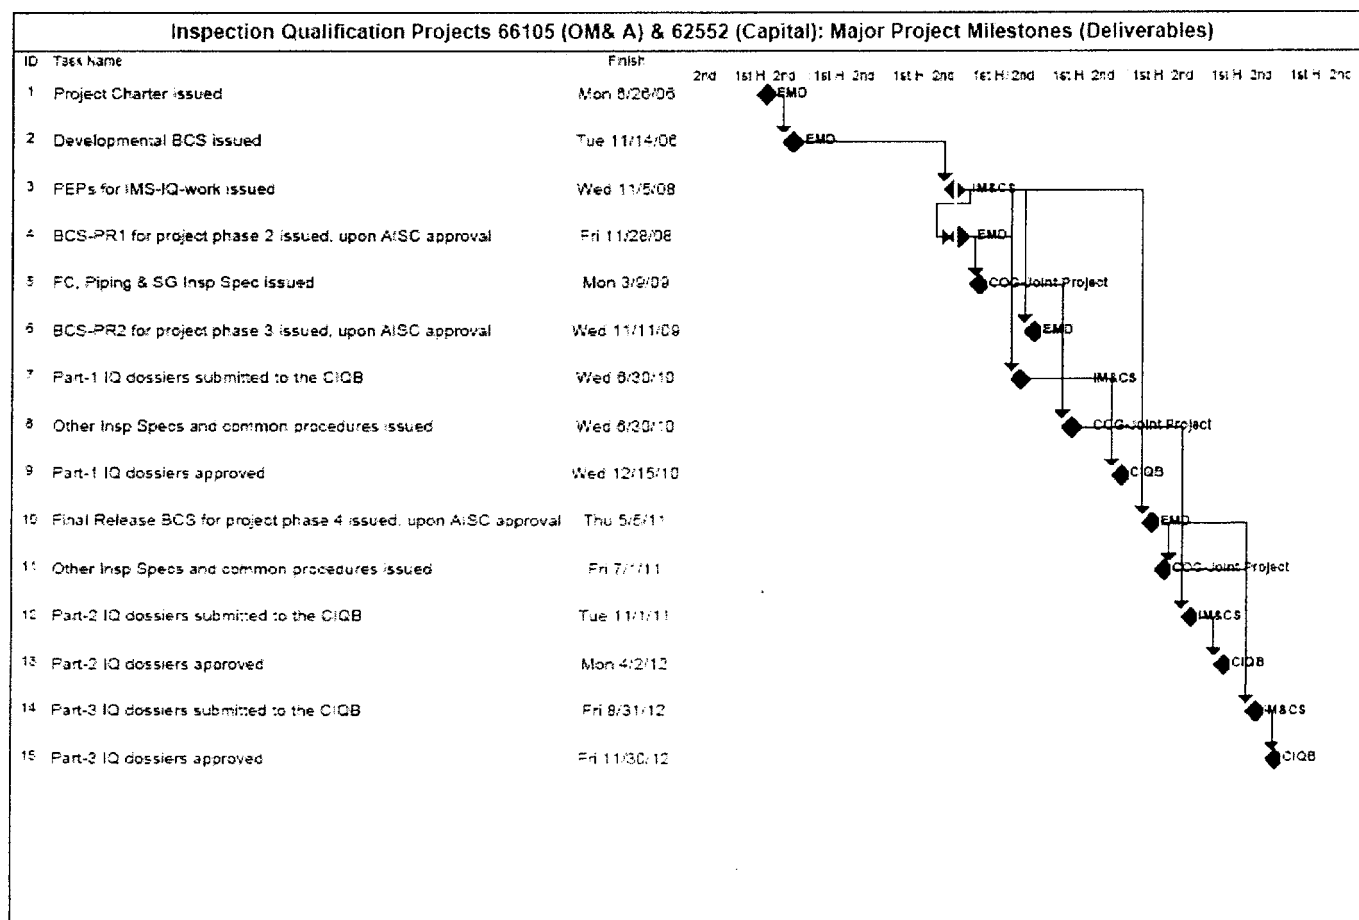 Inspection Qualification Projects 66105 (OM& A) & 62552 (Capital): Major Project Milestones (Deliverables)
ID Task Name Finish 2nd 1st H 2nd 1st H 2nd 1st H 2nd 1st H 2nd 1st H 2nd 1st H 2nd 1st H 2nd 1st H 2nd
1 Project Charter issued Mon 6/26/06 EMD
2 Developmental BCS issued Tue 11/14/06 EMD
3 PEPs for IMS-IQ-work issued Wed 11/5/08 IM&CS
4 BCS-PR1 for project phase 2 issued, upon AISC approval Fri 11/28/08 EMD
5 FC, Piping & SG Insp Spec issued Mon 3/9/09 COG-Joint Project
6 BCS-PR2 for project phase 3 issued, upon AISC approval Wed 11/11/09 EMD
7 Part-1 IQ dossiers submitted to the CIQB Wed 6/30/10 IM&CS
8 Other Insp Specs and common procedures issued Wed 6/30/10 COG-Joint Project
9 Part-1 IQ dossiers approved Wed 12/15/10 CIQB
10 Final Release BCS for project phase 4 issued, upon AISC approval Thu 5/5/11 EMD
11 Other Insp Specs and common procedures issued Fri 7/1/11 COG-Joint Project
12 Part-2 IQ dossiers submitted to the CIQB Tue 11/1/11 IM&CS
13 Part-2 IQ dossiers approved Mon 4/2/12 CIQB
14 Part-3 IQ dossiers submitted to the CIQB Fri 8/31/12 IM&CS
15 Part-3 IQ dossiers approved Fri 11/30/12 CIQB